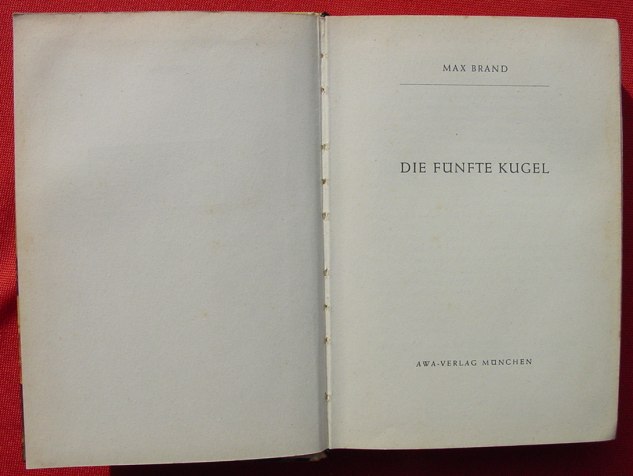 MAX BRAND
DIE FÜNFTE KUGEL
AWA-VERLAG MÜNCHEN